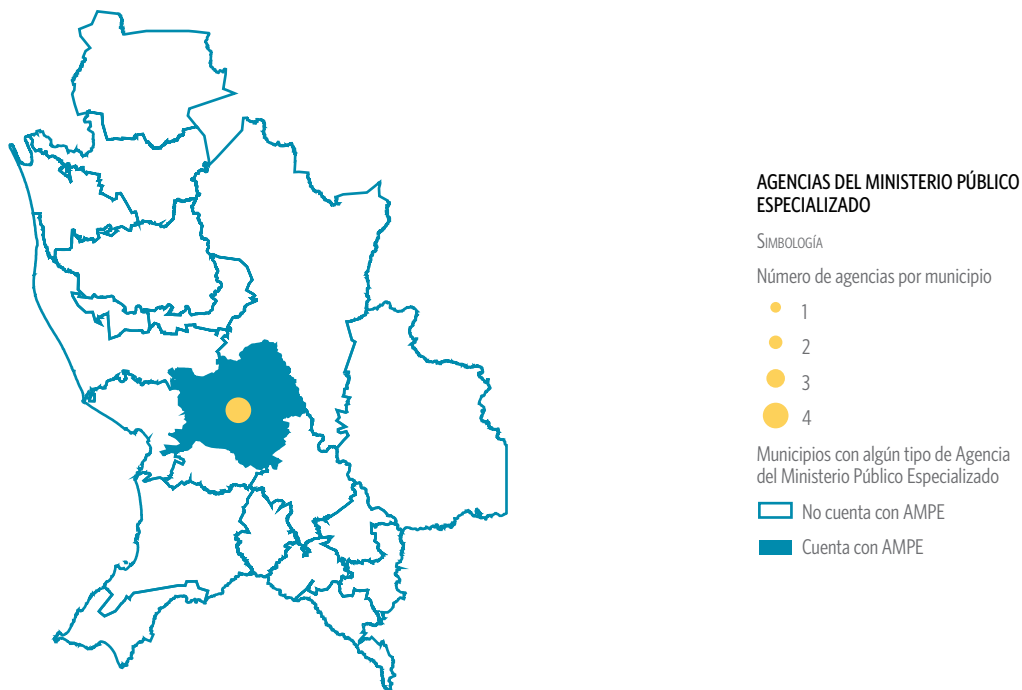 AGENCIAS DEL MINISTERIO PÚBLICO
ESPECIALIZADO
SIMBOLOGÍA
Número de agencias por municipio
1
2
3
4
Municipios con algún tipo de Agencia
del Ministerio Público Especializado
No cuenta con AMPE
Cuenta con AMPE